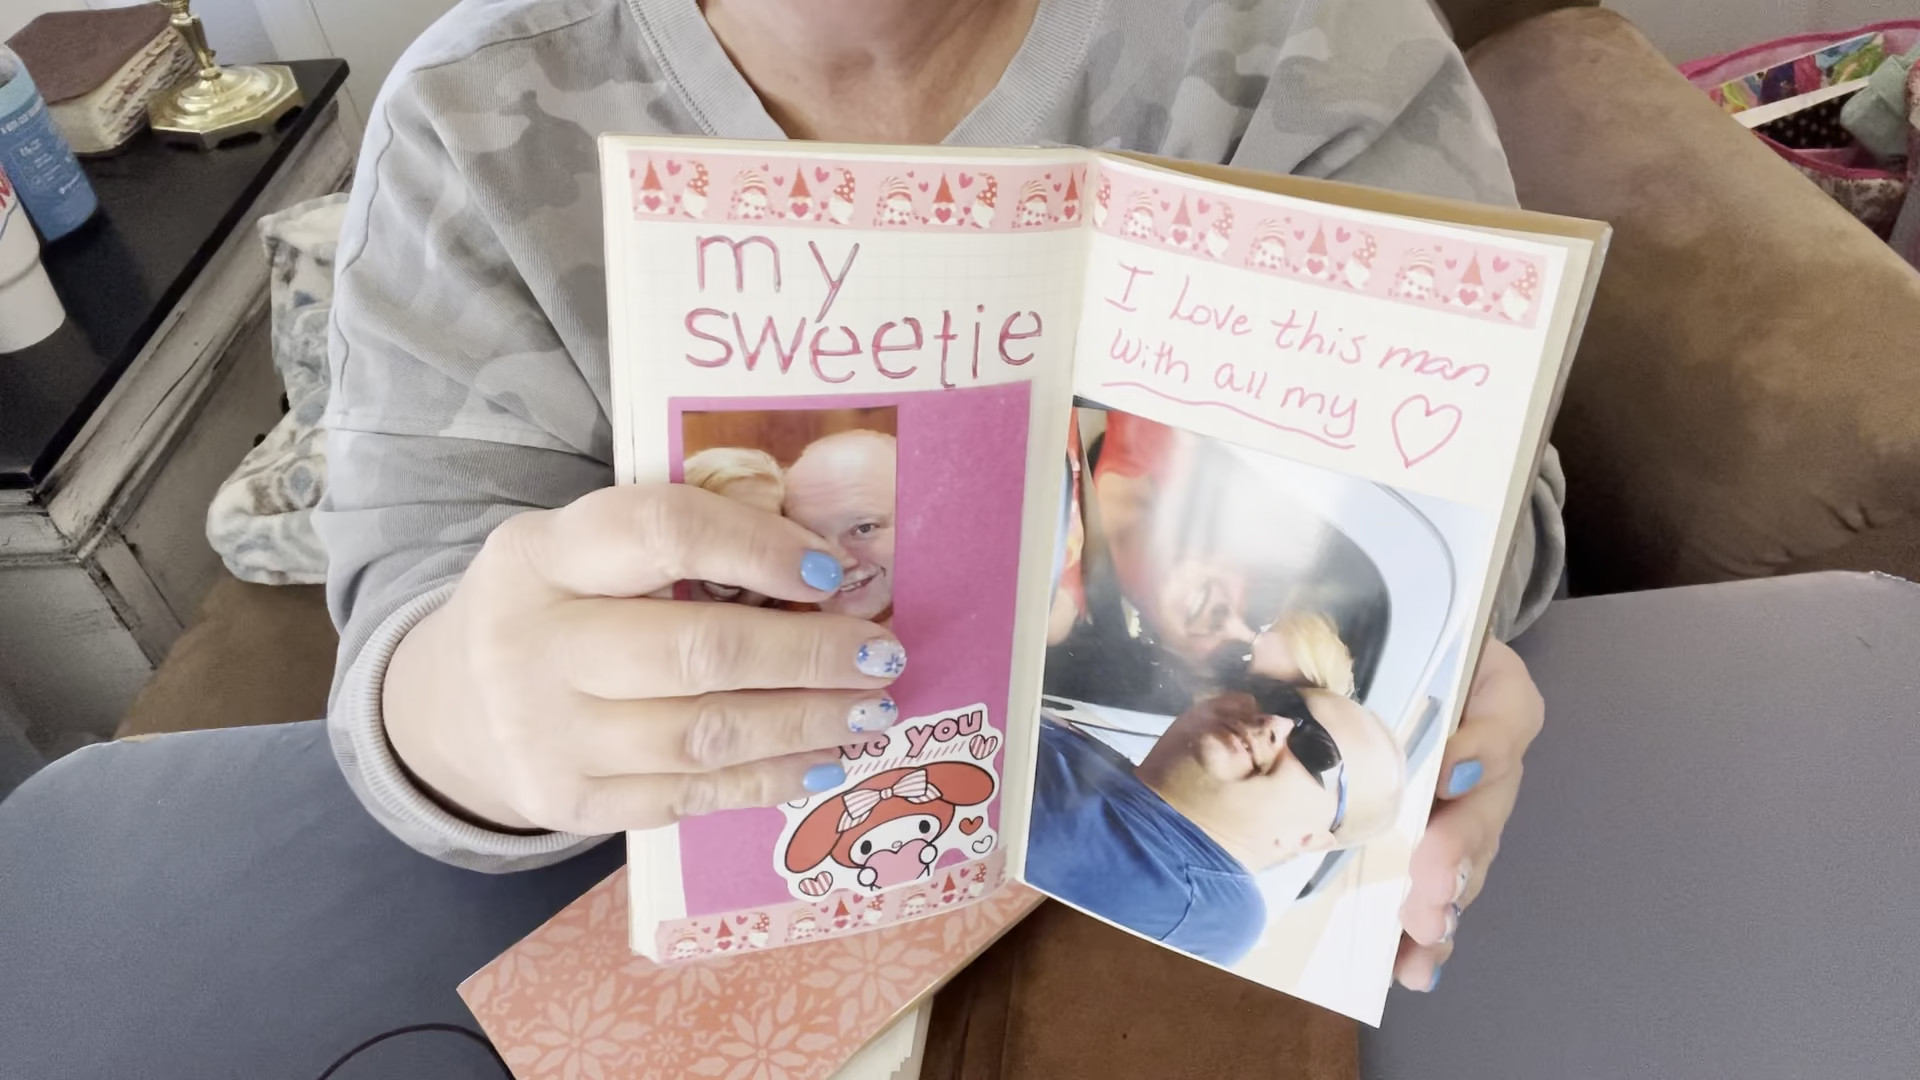 my
sweetie
you
I Love this man
with all my